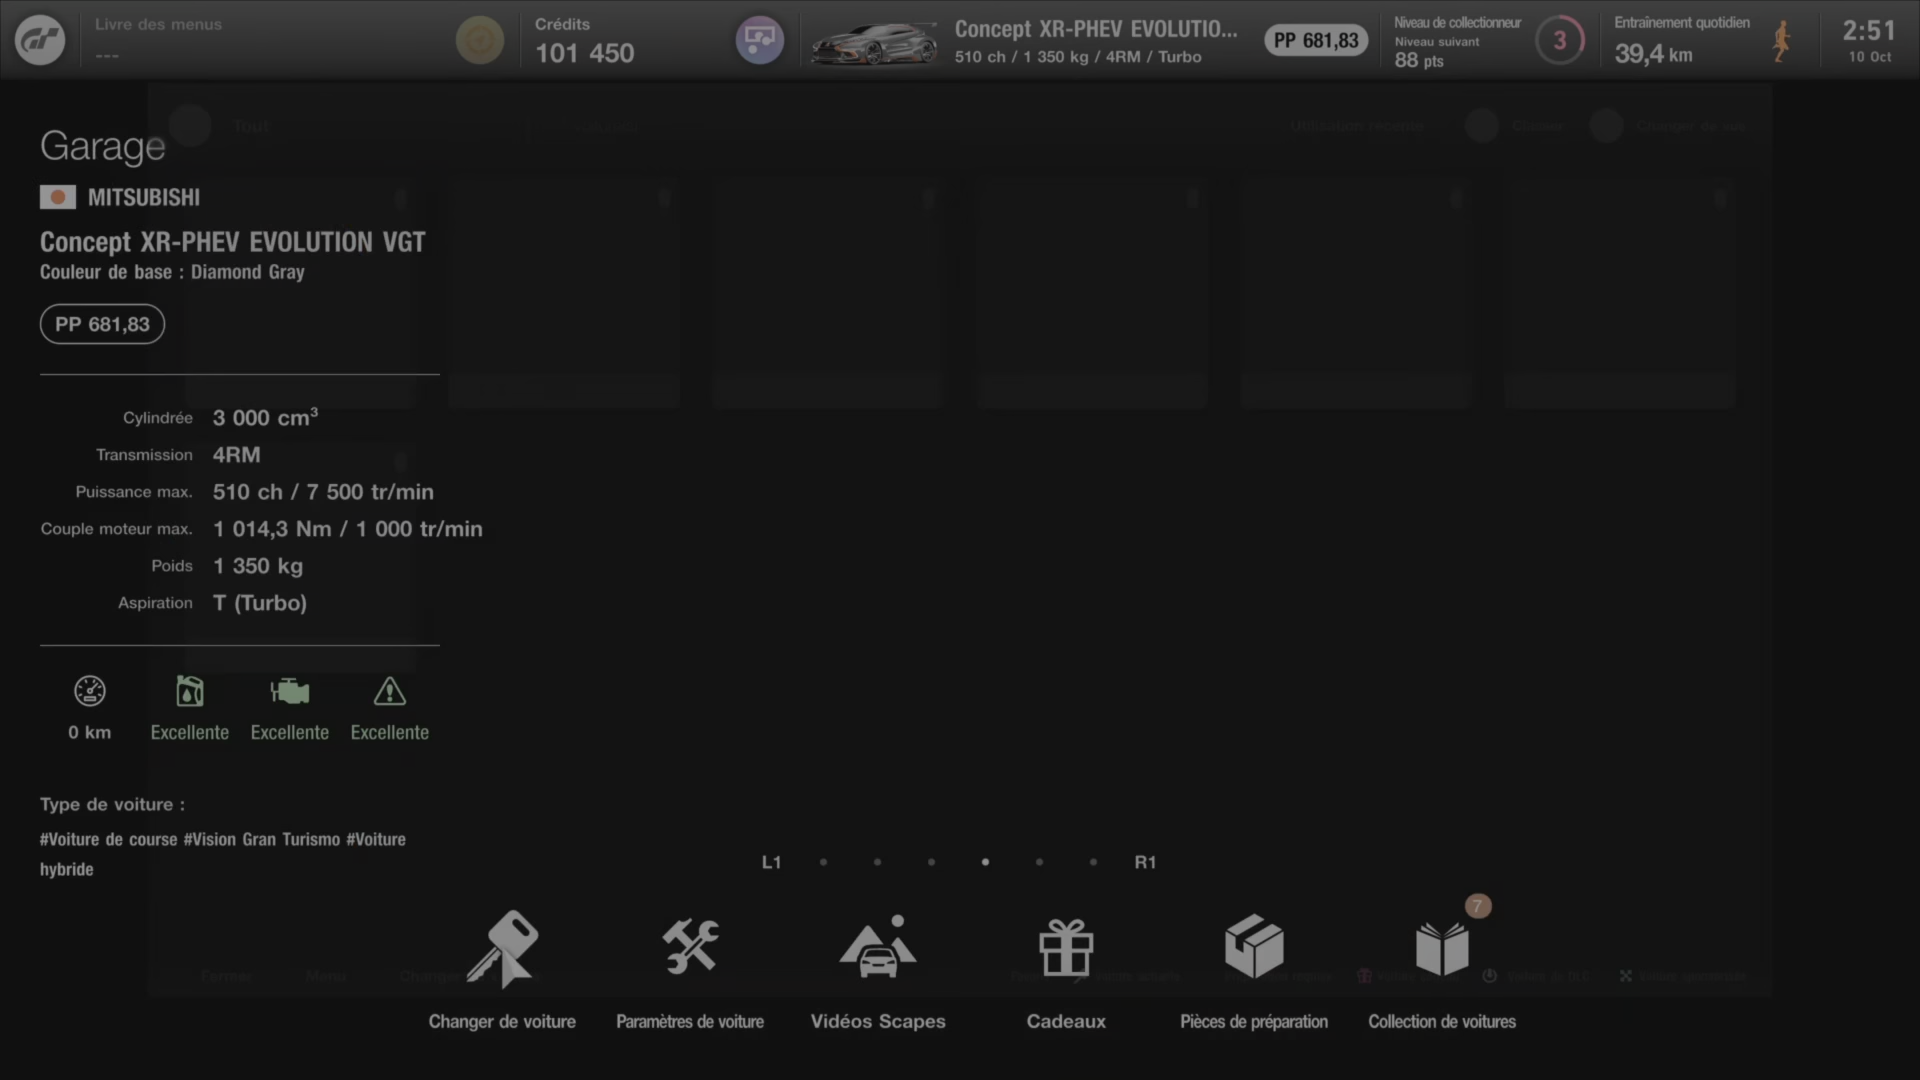 Livre des menus
---
Crédits
101 450
Concept XR-PHEV EVOLUTIO...
510 ch / 1 350 kg / 4RM / Turbo
PP 681,83
Niveau de collectionneur
Niveau suivant
88 pts
3
Entraînement quotidien
39,4 km
2:51
10 Oct
Garage
Tout
Utilisation récente
MITSUBISHI
Concept XR-PHEV EVOLUTION VGT
Couleur de base : Diamond Gray
PP 681,83
Cylindrée 3 000 cm³
Transmission 4RM
Puissance max. 510 ch / 7 500 tr/min
Couple moteur max. 1 014,3 Nm / 1 000 tr/min
Poids 1 350 kg
Aspiration T (Turbo)
0 km
Excellente
Excellente
Excellente
Type de voiture :
#Voiture de course #Vision Gran Turismo #Voiture
hybride
L1
R1
7
Fermer
Menu
Changer de voiture
Paramètres de voiture
Vidéos Scapes
Cadeaux
Pièces de préparation
Collection de voitures